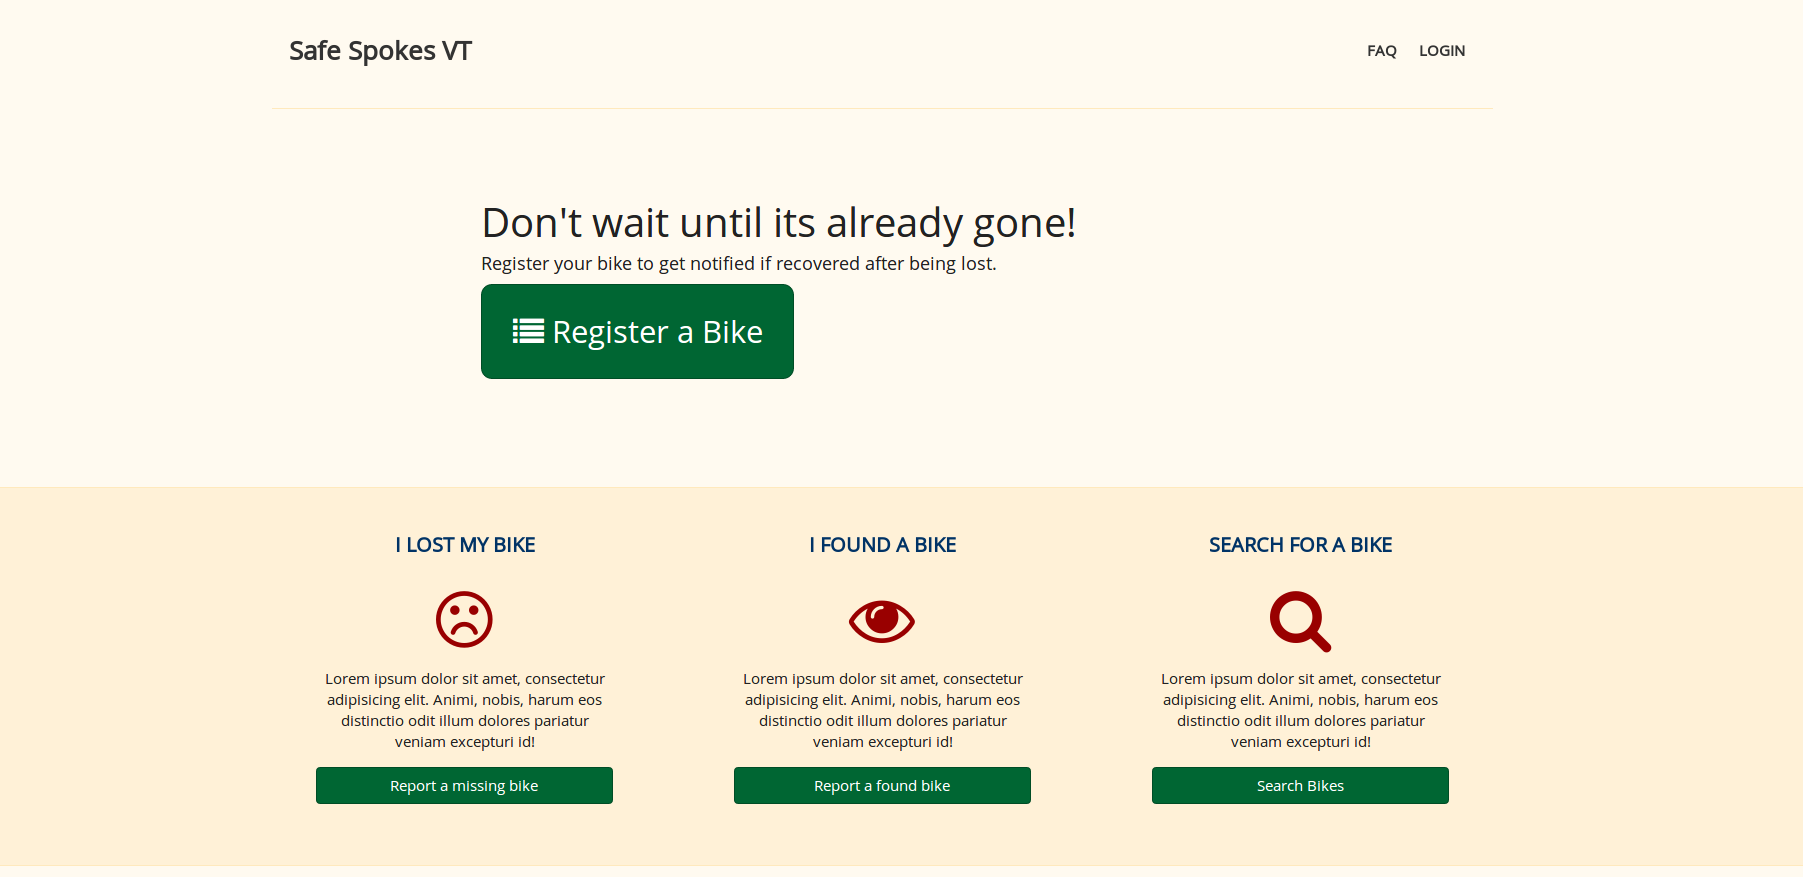 Safe Spokes VT
FAQ LOGIN
Don't wait until its already gone!
Register your bike to get notified if recovered after being lost.
Register a Bike
I LOST MY BIKE
Lorem ipsum dolor sit amet, consectetur
adipisicing elit. Animi, nobis, harum eos
distinctio odit illum dolores pariatur
veniam excepturi id!
Report a missing bike
I FOUND A BIKE
Lorem ipsum dolor sit amet, consectetur
adipisicing elit. Animi, nobis, harum eos
distinctio odit illum dolores pariatur
veniam excepturi id!
Report a found bike
SEARCH FOR A BIKE
Lorem ipsum dolor sit amet, consectetur
adipisicing elit. Animi, nobis, harum eos
distinctio odit illum dolores pariatur
veniam excepturi id!
Search Bikes